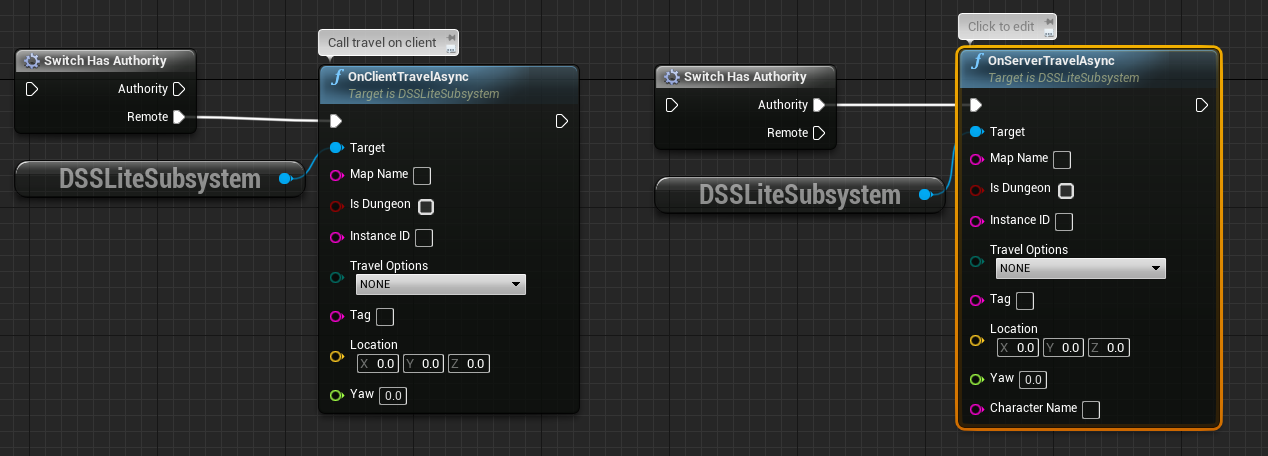 Switch Has Authority
Authority
Remote
DSSLiteSubsystem
Call travel on client
f OnClientTravelAsync
Target is DSSLiteSubsystem
Target
Map Name
Is Dungeon
Instance ID
Travel Options
NONE
Tag
Location
X 0.0 Y 0.0 Z 0.0
Yaw 0.0
Switch Has Authority
Authority
Remote
DSSLiteSubsystem
Click to edit
f OnServerTravelAsync
Target is DSSLiteSubsystem
Target
Map Name
Is Dungeon
Instance ID
Travel Options
NONE
Tag
Location
X 0.0 Y 0.0 Z 0.0
Yaw 0.0
Character Name